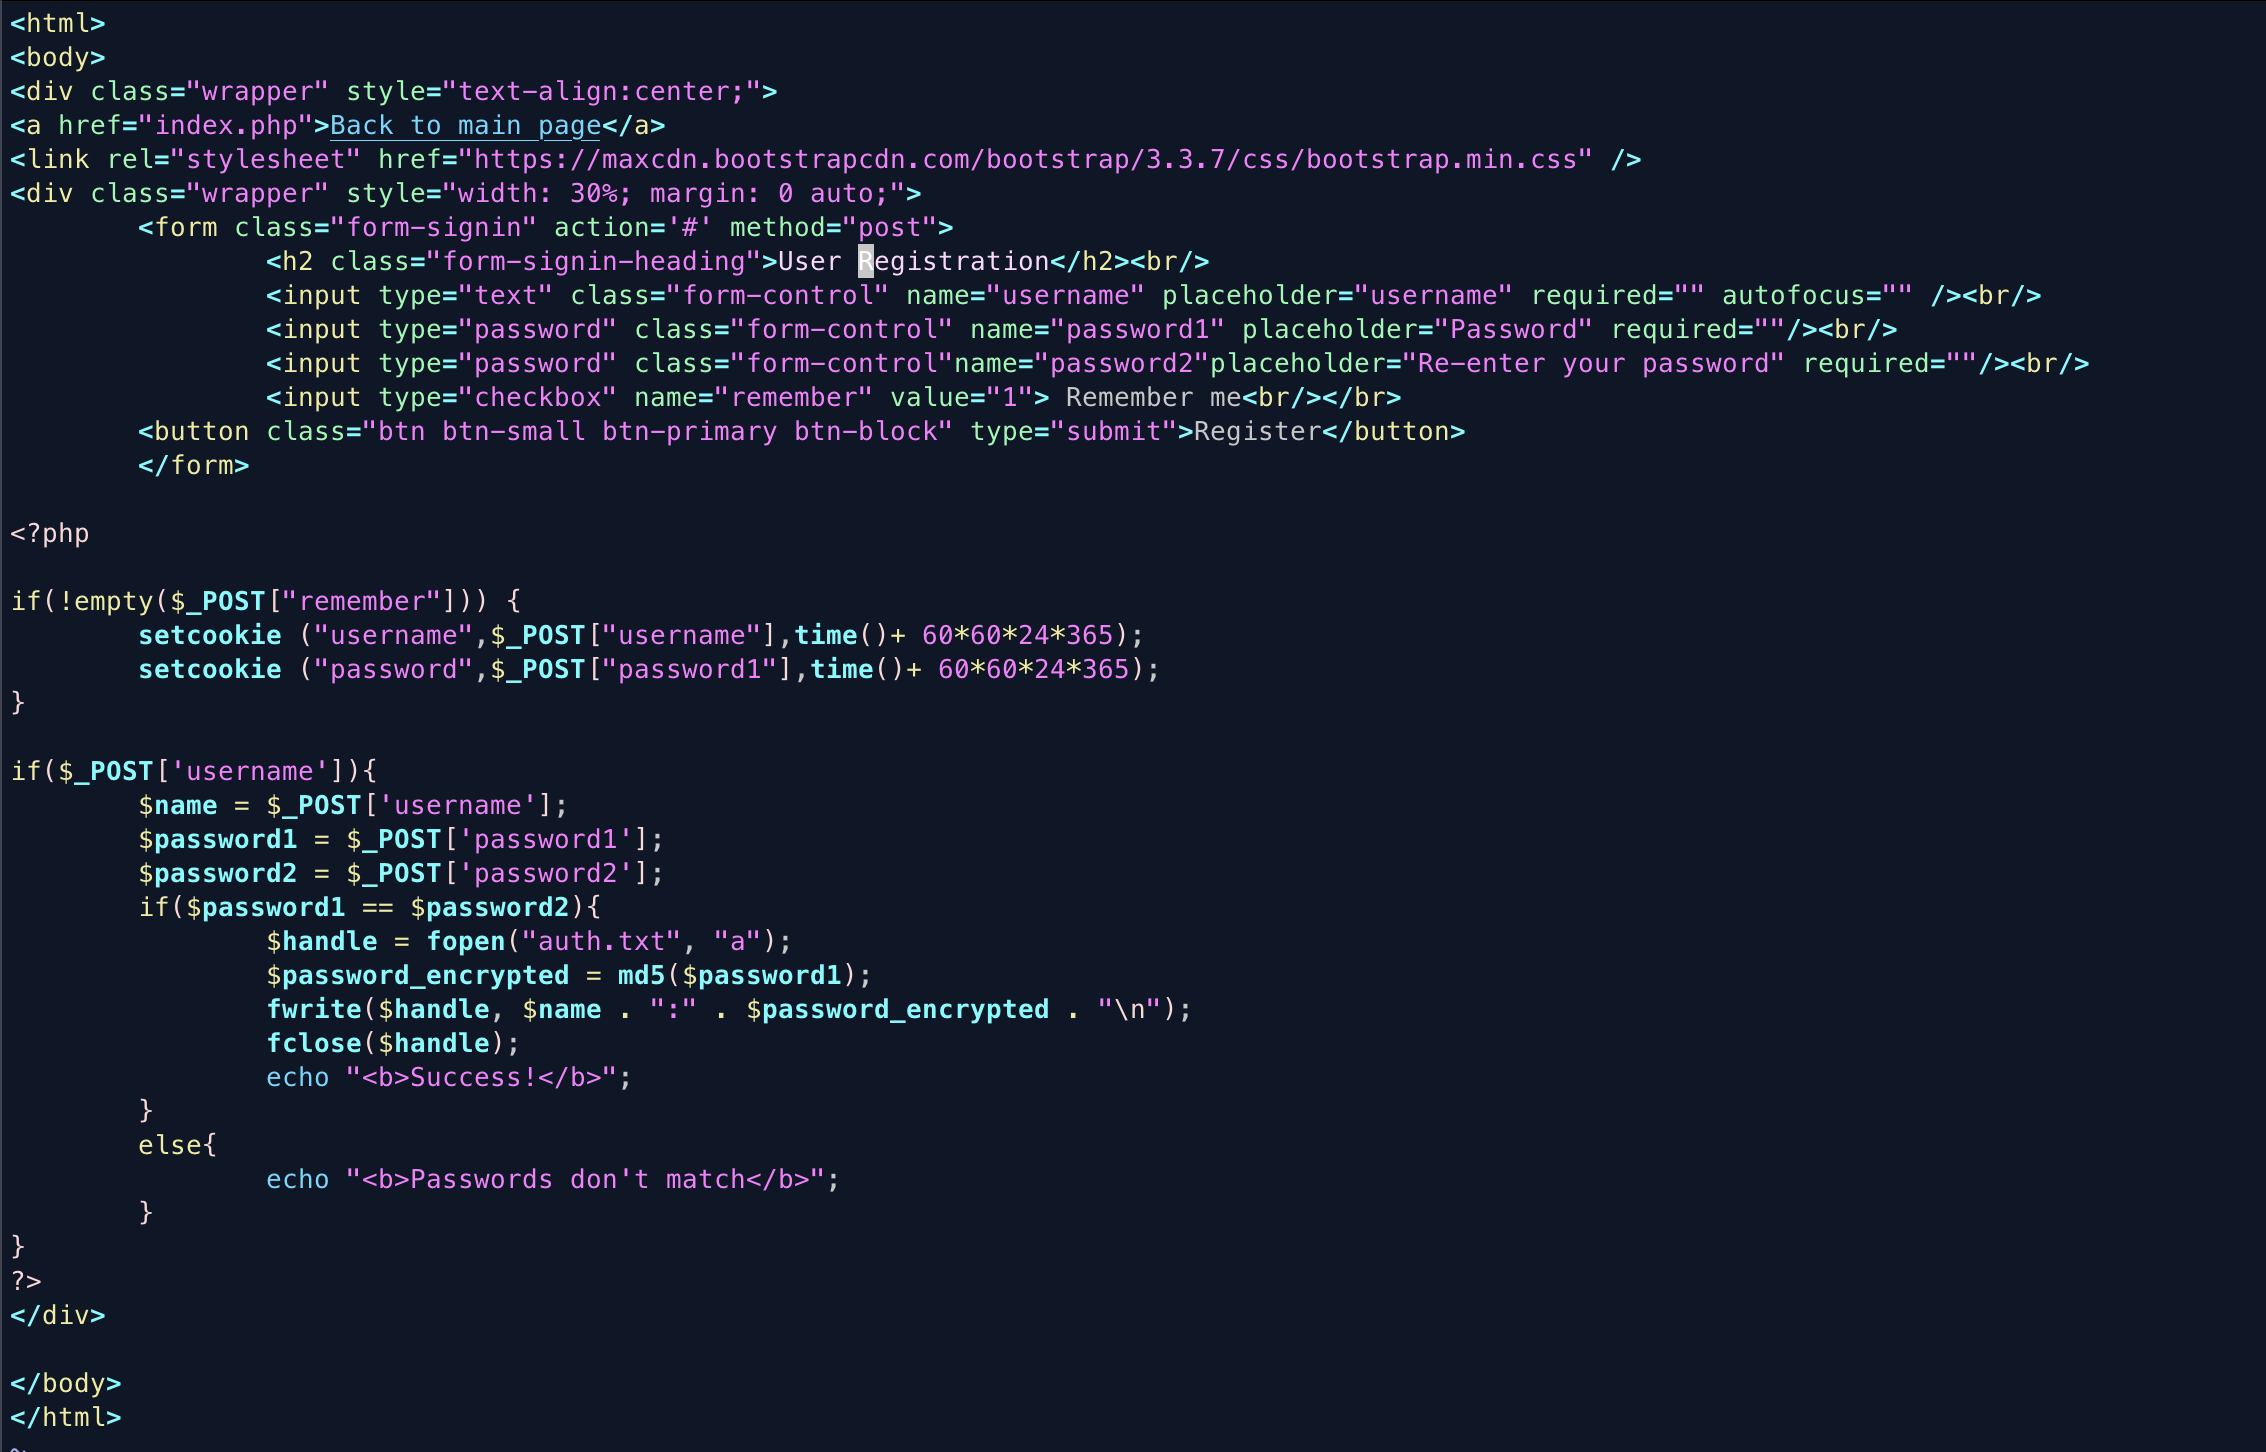 <html>
<body>
<div class="wrapper" style="text-align:center;">
<a href="index.php">Back to main page</a>
<link rel="stylesheet" href="https://maxcdn.bootstrapcdn.com/bootstrap/3.3.7/css/bootstrap.min.css" />
<div class="wrapper" style="width: 30%; margin: 0 auto;">
        <form class="form-signin" action='#' method="post">
                <h2 class="form-signin-heading">User Registration</h2><br/>
                <input type="text" class="form-control" name="username" placeholder="username" required="" autofocus="" /><br/>
                <input type="password" class="form-control" name="password1" placeholder="Password" required=""/><br/>
                <input type="password" class="form-control"name="password2"placeholder="Re-enter your password" required=""/><br/>
                <input type="checkbox" name="remember" value="1"> Remember me<br/></br>
        <button class="btn btn-small btn-primary btn-block" type="submit">Register</button>
        </form>

<?php

if(!empty($_POST["remember"])) {
        setcookie ("username",$_POST["username"],time()+ 60*60*24*365);
        setcookie ("password",$_POST["password1"],time()+ 60*60*24*365);
}

if($_POST['username']){
        $name = $_POST['username'];
        $password1 = $_POST['password1'];
        $password2 = $_POST['password2'];
        if($password1 == $password2){
                $handle = fopen("auth.txt", "a");
                $password_encrypted = md5($password1);
                fwrite($handle, $name . ":" . $password_encrypted . "\n");
                fclose($handle);
                echo "<b>Success!</b>";
        }
        else{
                echo "<b>Passwords don't match</b>";
        }
}
?>
</div>

</body>
</html>